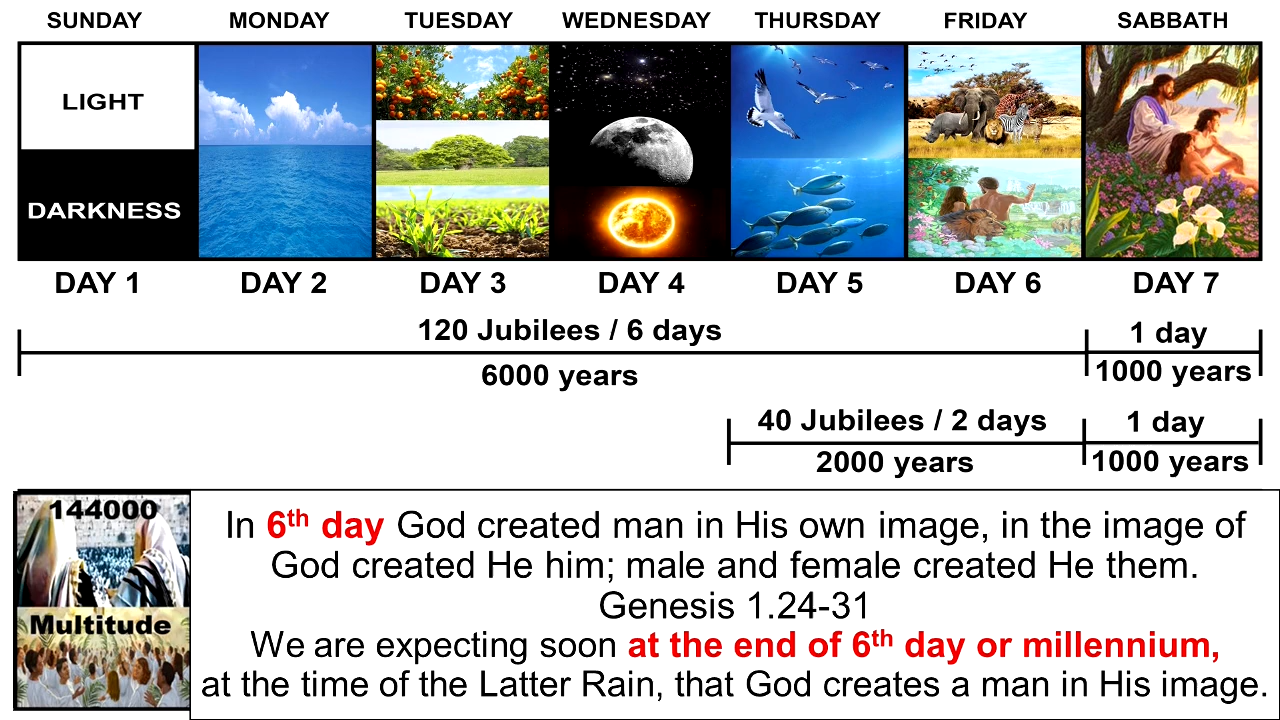 SUNDAY MONDAY TUESDAY WEDNESDAY THURSDAY FRIDAY SABBATH
LIGHT
DARKNESS
DAY 1 DAY 2 DAY 3 DAY 4 DAY 5 DAY 6 DAY 7
120 Jubilees / 6 days 1 day
6000 years 1000 years
40 Jubilees / 2 days 1 day
2000 years 1000 years
144000
Multitude
In 6th day God created man in His own image, in the image of
God created He him; male and female created He them.
Genesis 1.24-31
We are expecting soon at the end of 6th day or millennium,
at the time of the Latter Rain, that God creates a man in His image.